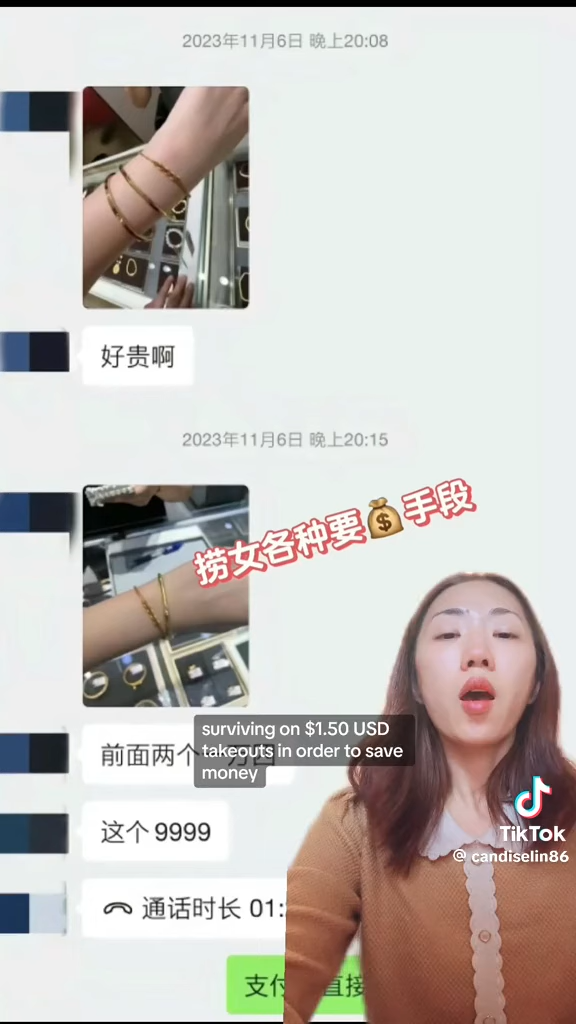 2023年11月6日 晚上20:08
好贵啊
2023年11月6日 晚上20:15
捞女各种要💰手段
surviving on $1.50 USD
takeouts in order to save
money
前面两个
这个9999
通话时长 01:
支付 直接
TikTok
@ candiselin86